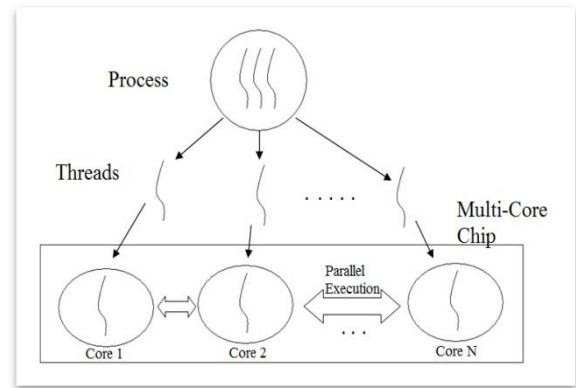 Process
Threads
. . . . .
Multi-Core
Chip
Parallel
Execution
. . .
Core 1
Core 2
Core N